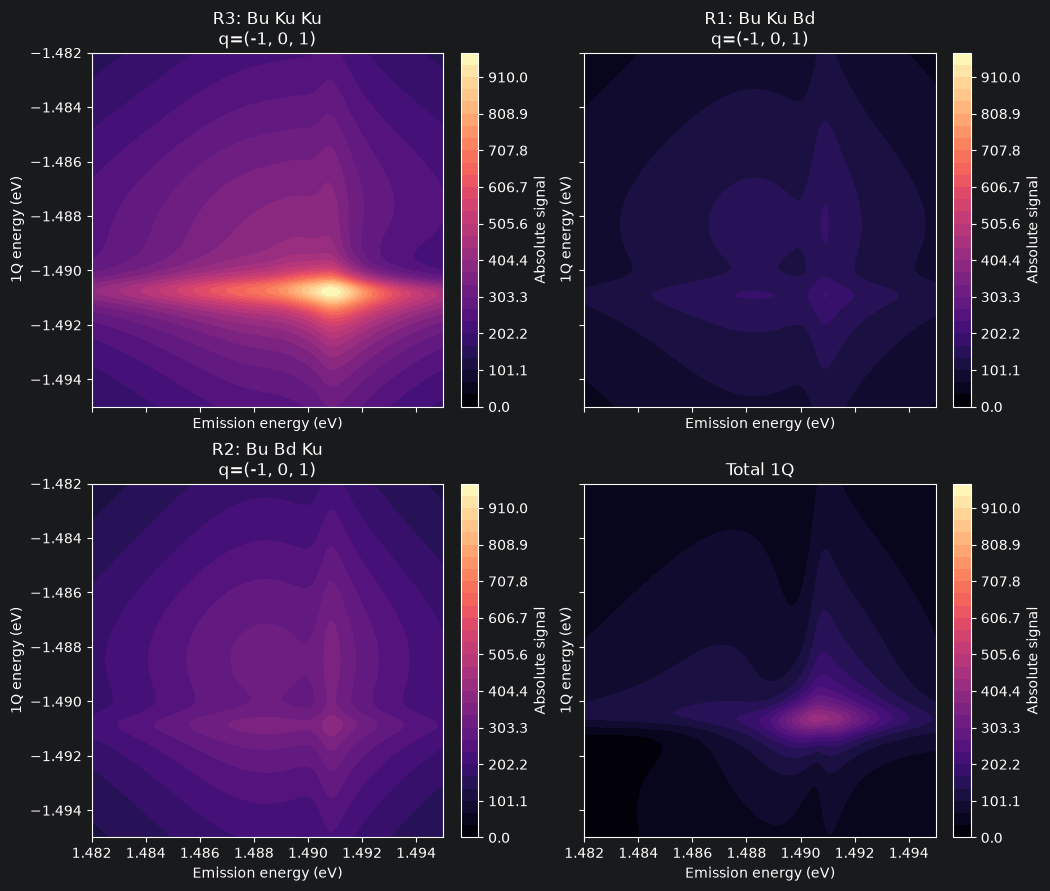 R3: Bu Ku Ku
q=(-1, 0, 1)
−1.482
−1.484
−1.486
−1.488
−1.490
−1.492
−1.494
1Q energy (eV)
Emission energy (eV)
910.0
808.9
707.8
606.7
505.6
404.4
303.3
202.2
101.1
0.0
Absolute signal
R1: Bu Ku Bd
q=(-1, 0, 1)
1Q energy (eV)
Emission energy (eV)
910.0
808.9
707.8
606.7
505.6
404.4
303.3
202.2
101.1
0.0
Absolute signal
R2: Bu Bd Ku
q=(-1, 0, 1)
−1.482
−1.484
−1.486
−1.488
−1.490
−1.492
−1.494
1Q energy (eV)
1.482 1.484 1.486 1.488 1.490 1.492 1.494
Emission energy (eV)
910.0
808.9
707.8
606.7
505.6
404.4
303.3
202.2
101.1
0.0
Absolute signal
Total 1Q
1Q energy (eV)
1.482 1.484 1.486 1.488 1.490 1.492 1.494
Emission energy (eV)
910.0
808.9
707.8
606.7
505.6
404.4
303.3
202.2
101.1
0.0
Absolute signal